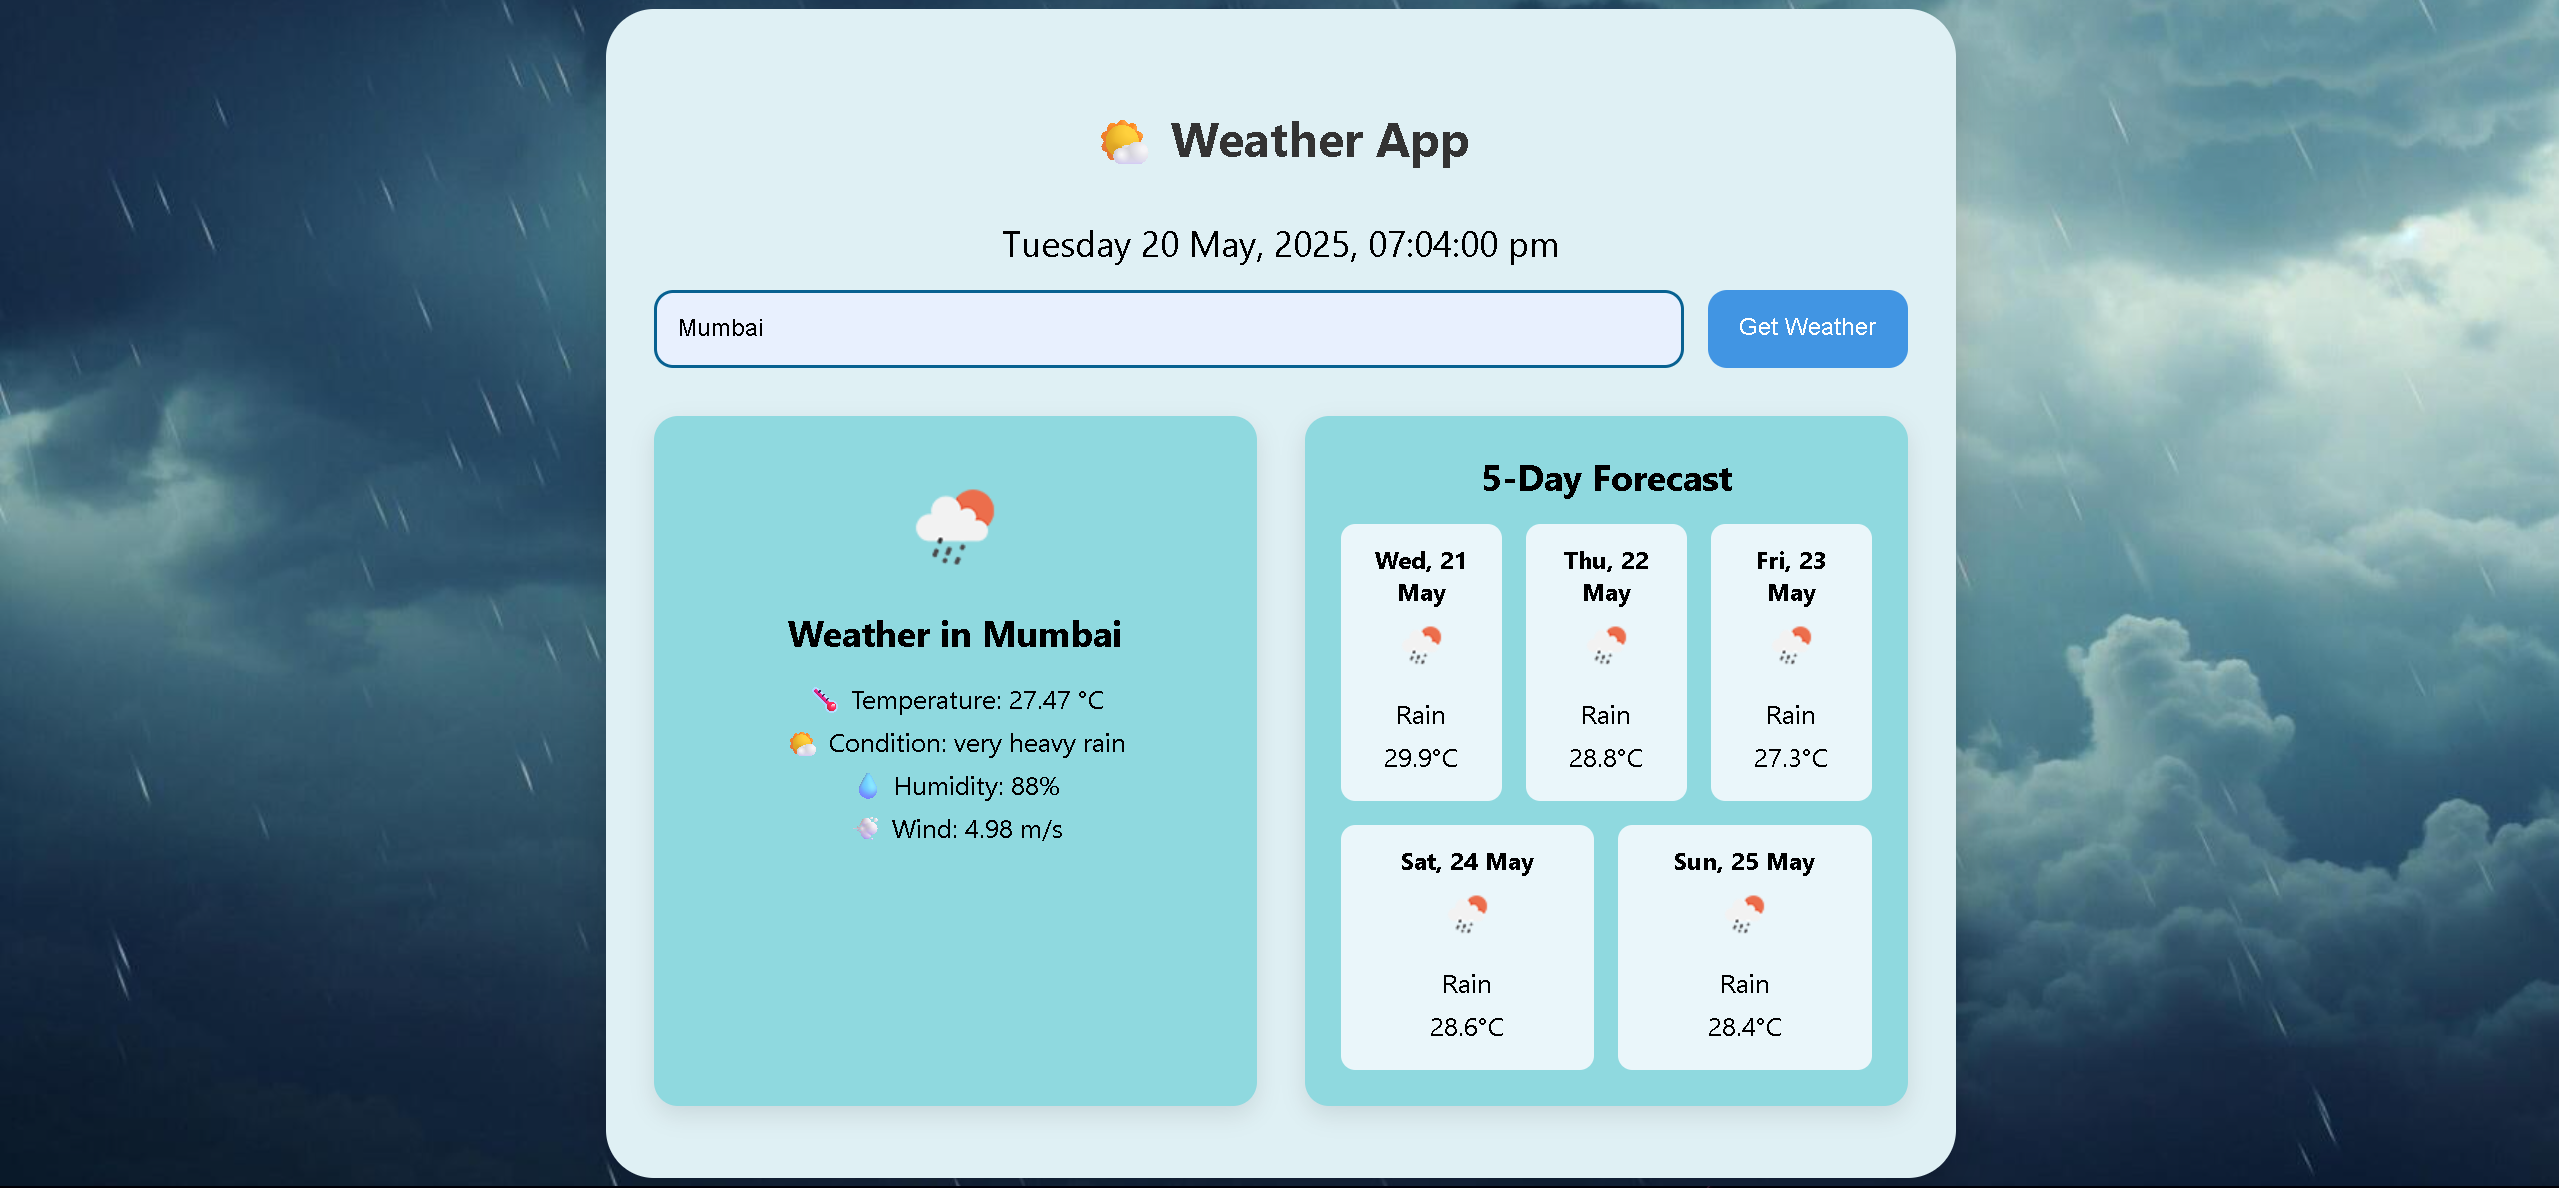 Weather App
Tuesday 20 May, 2025, 07:04:00 pm
Mumbai
Get Weather
Weather in Mumbai
Temperature: 27.47 °C
Condition: very heavy rain
Humidity: 88%
Wind: 4.98 m/s
5-Day Forecast
Wed, 21
May
Rain
29.9°C
Thu, 22
May
Rain
28.8°C
Fri, 23
May
Rain
27.3°C
Sat, 24 May
Rain
28.6°C
Sun, 25 May
Rain
28.4°C